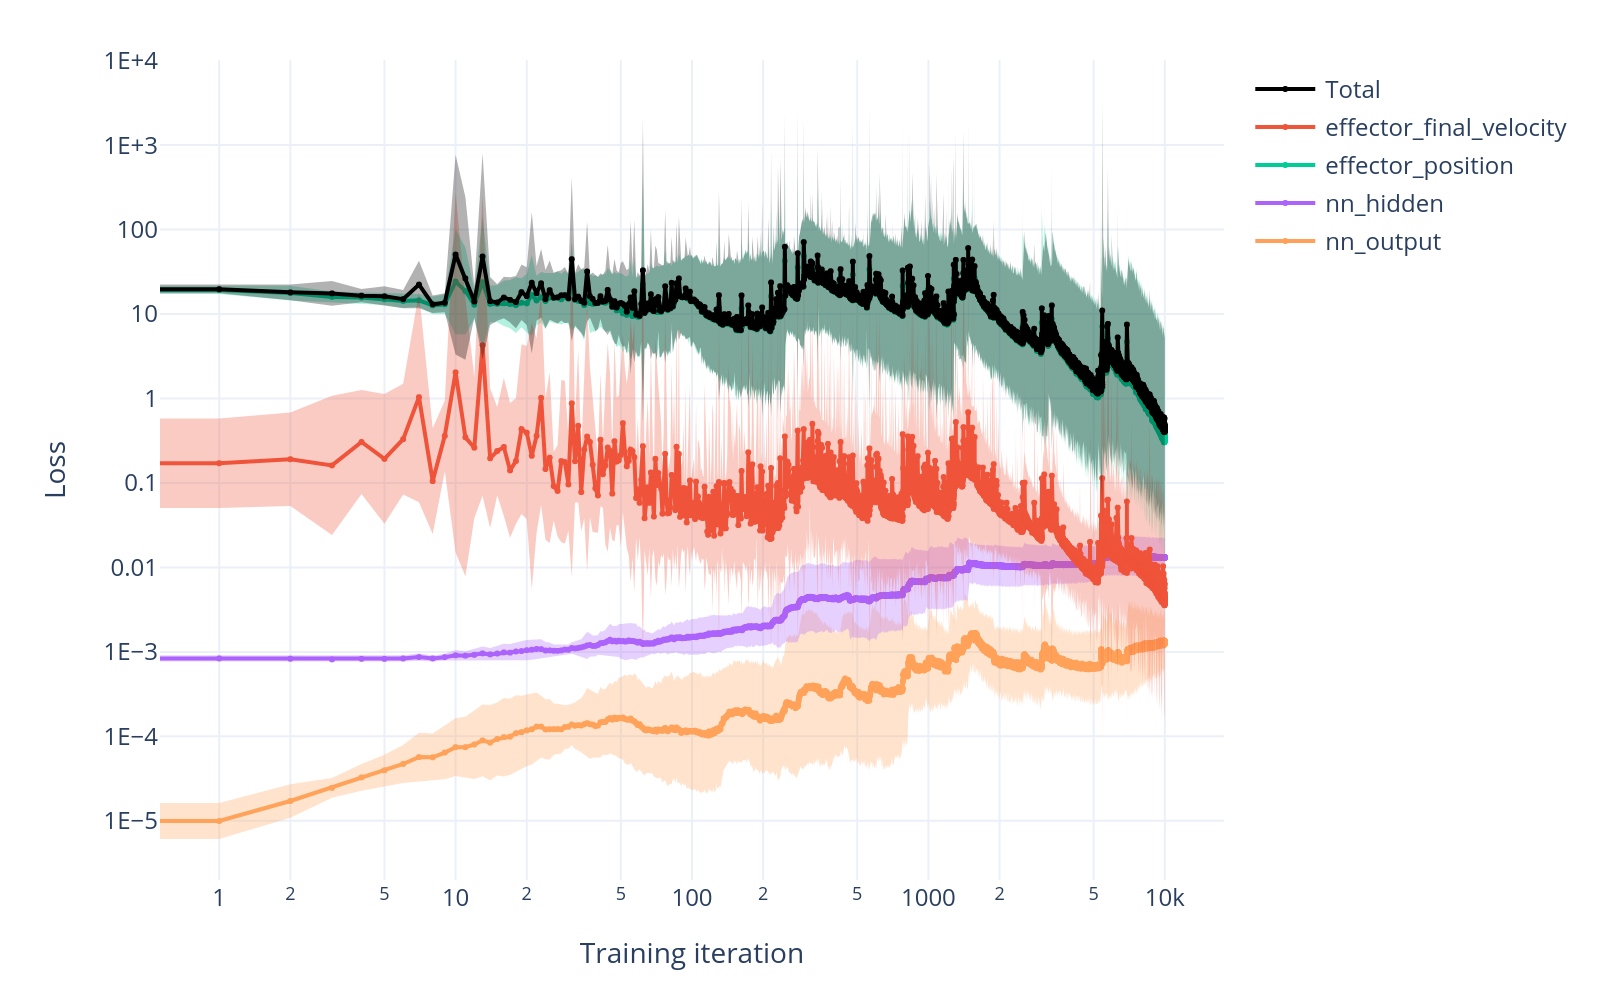 1E+4
1E+3
100
10
1
0.1
0.01
1E−3
1E−4
1E−5
Loss
1 2 5 10 2 5 100 2 5 1000 2 5 10k
Training iteration
Total
effector_final_velocity
effector_position
nn_hidden
nn_output